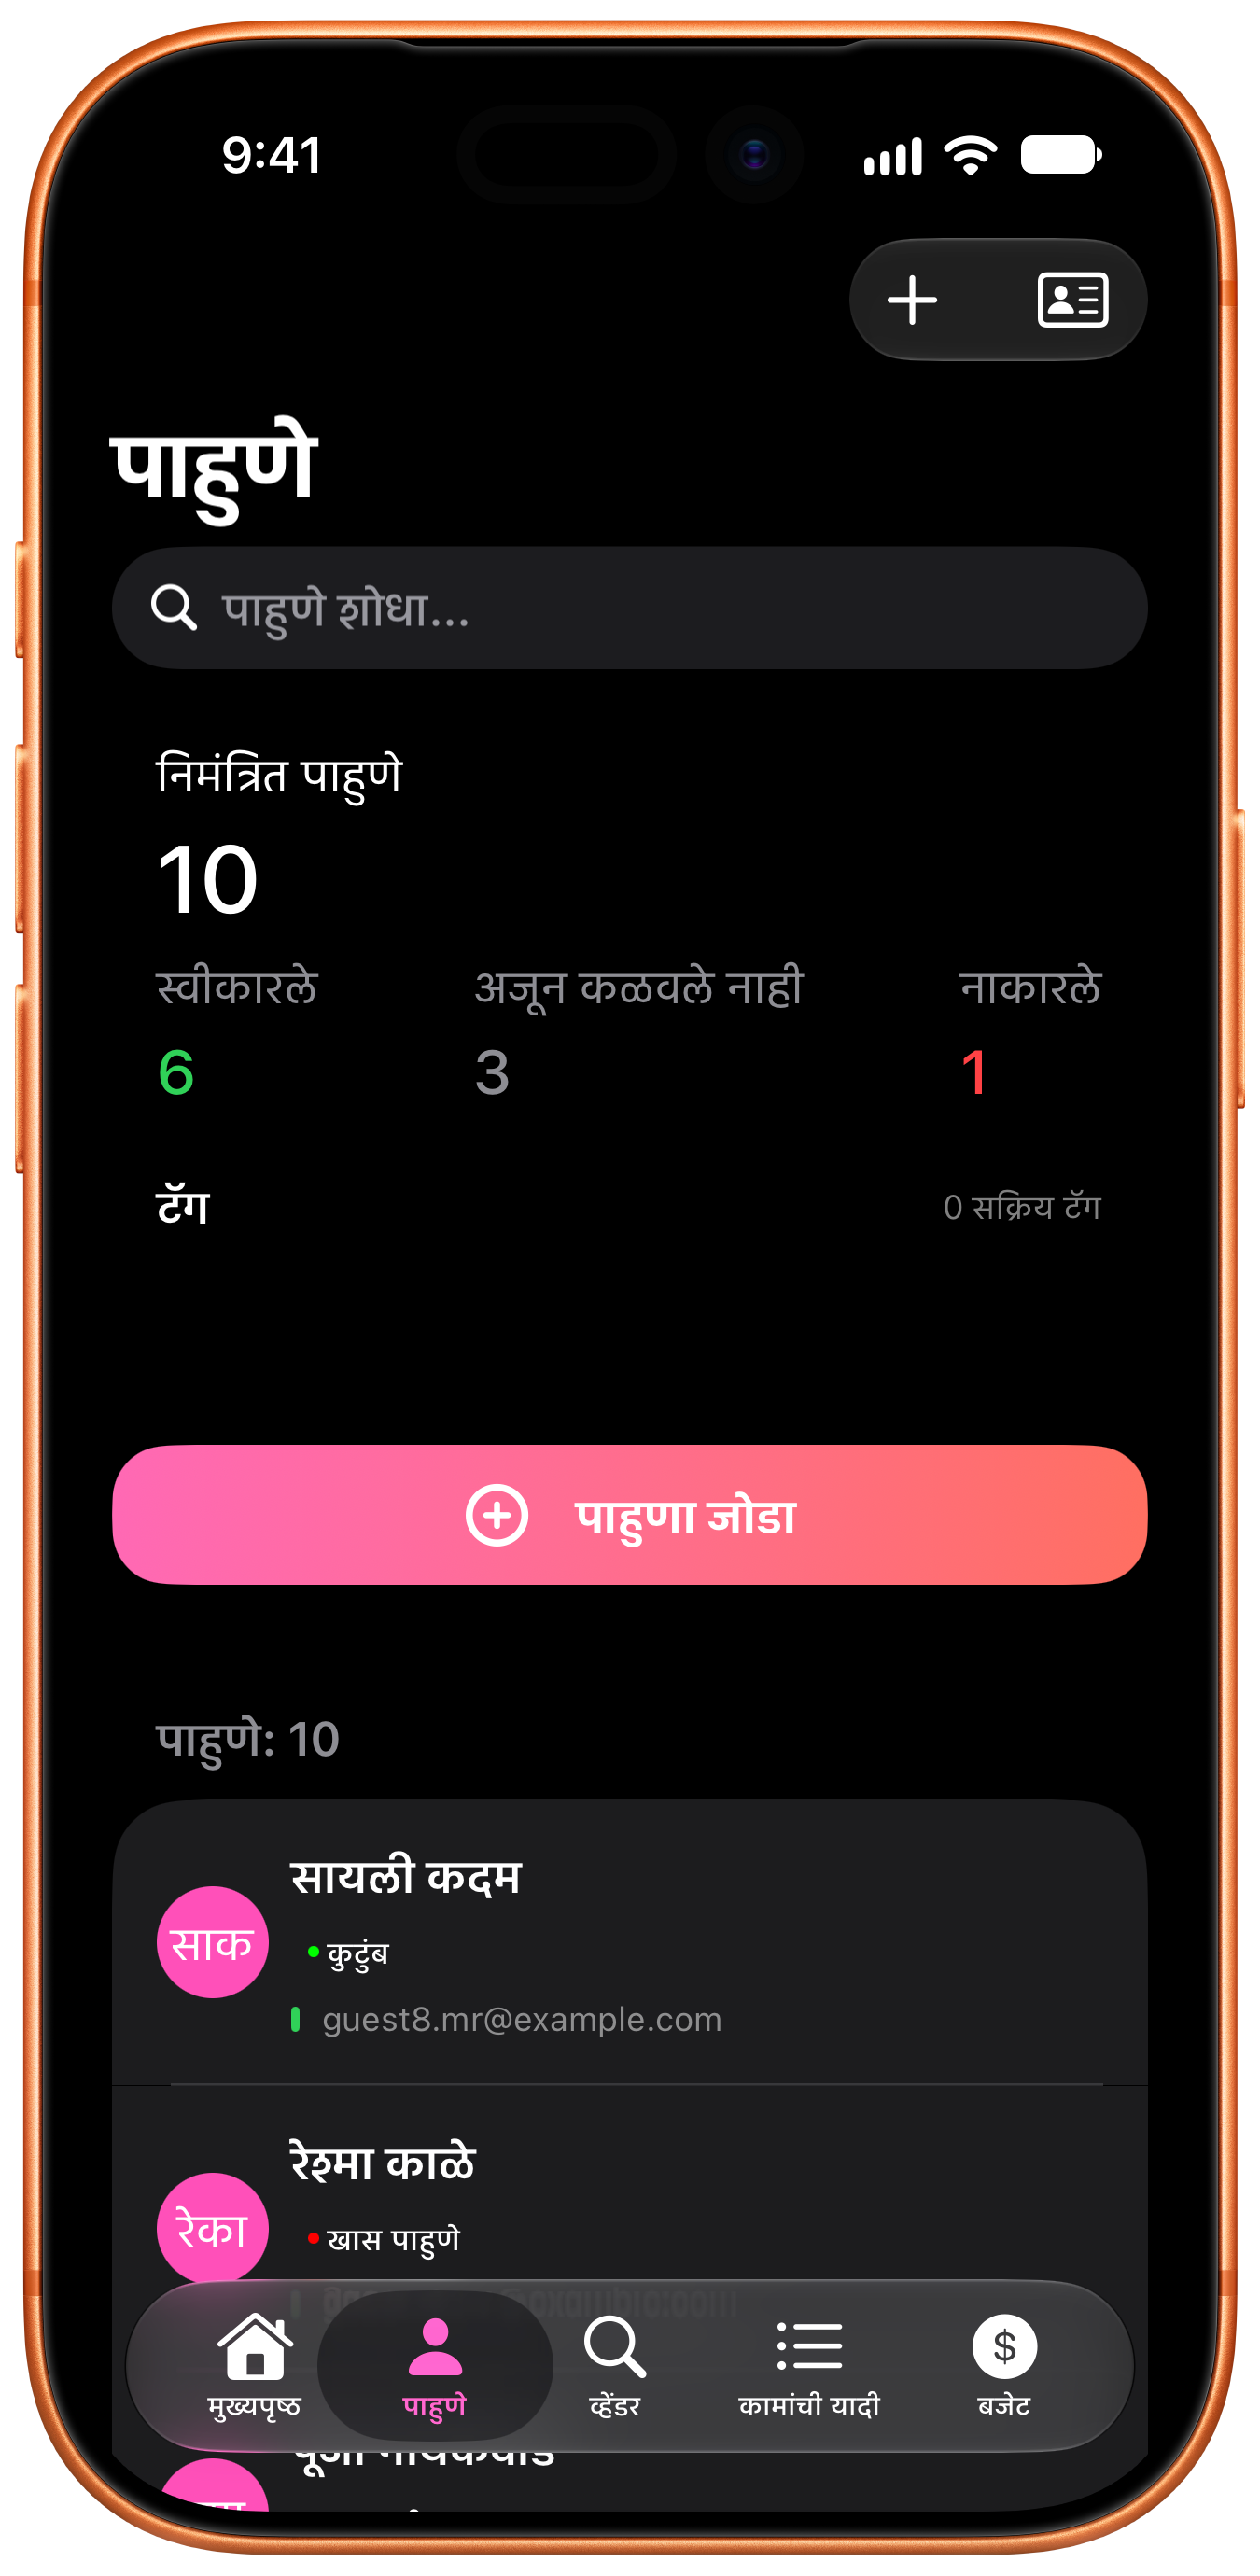 9:41
पाहुणे
पाहुणे शोधा...
निमंत्रित पाहुणे
10
स्वीकारले अजून कळवले नाही नाकारले
6 3 1
टॅग 0 सक्रिय टॅग
पाहुणा जोडा
पाहुणे: 10
सायली कदम
साक
कुटुंब
guest8.mr@example.com
रेश्मा काळे
रेका
खास पाहुणे
मुख्यपृष्ठ पाहुणे व्हेंडर कामांची यादी बजेट